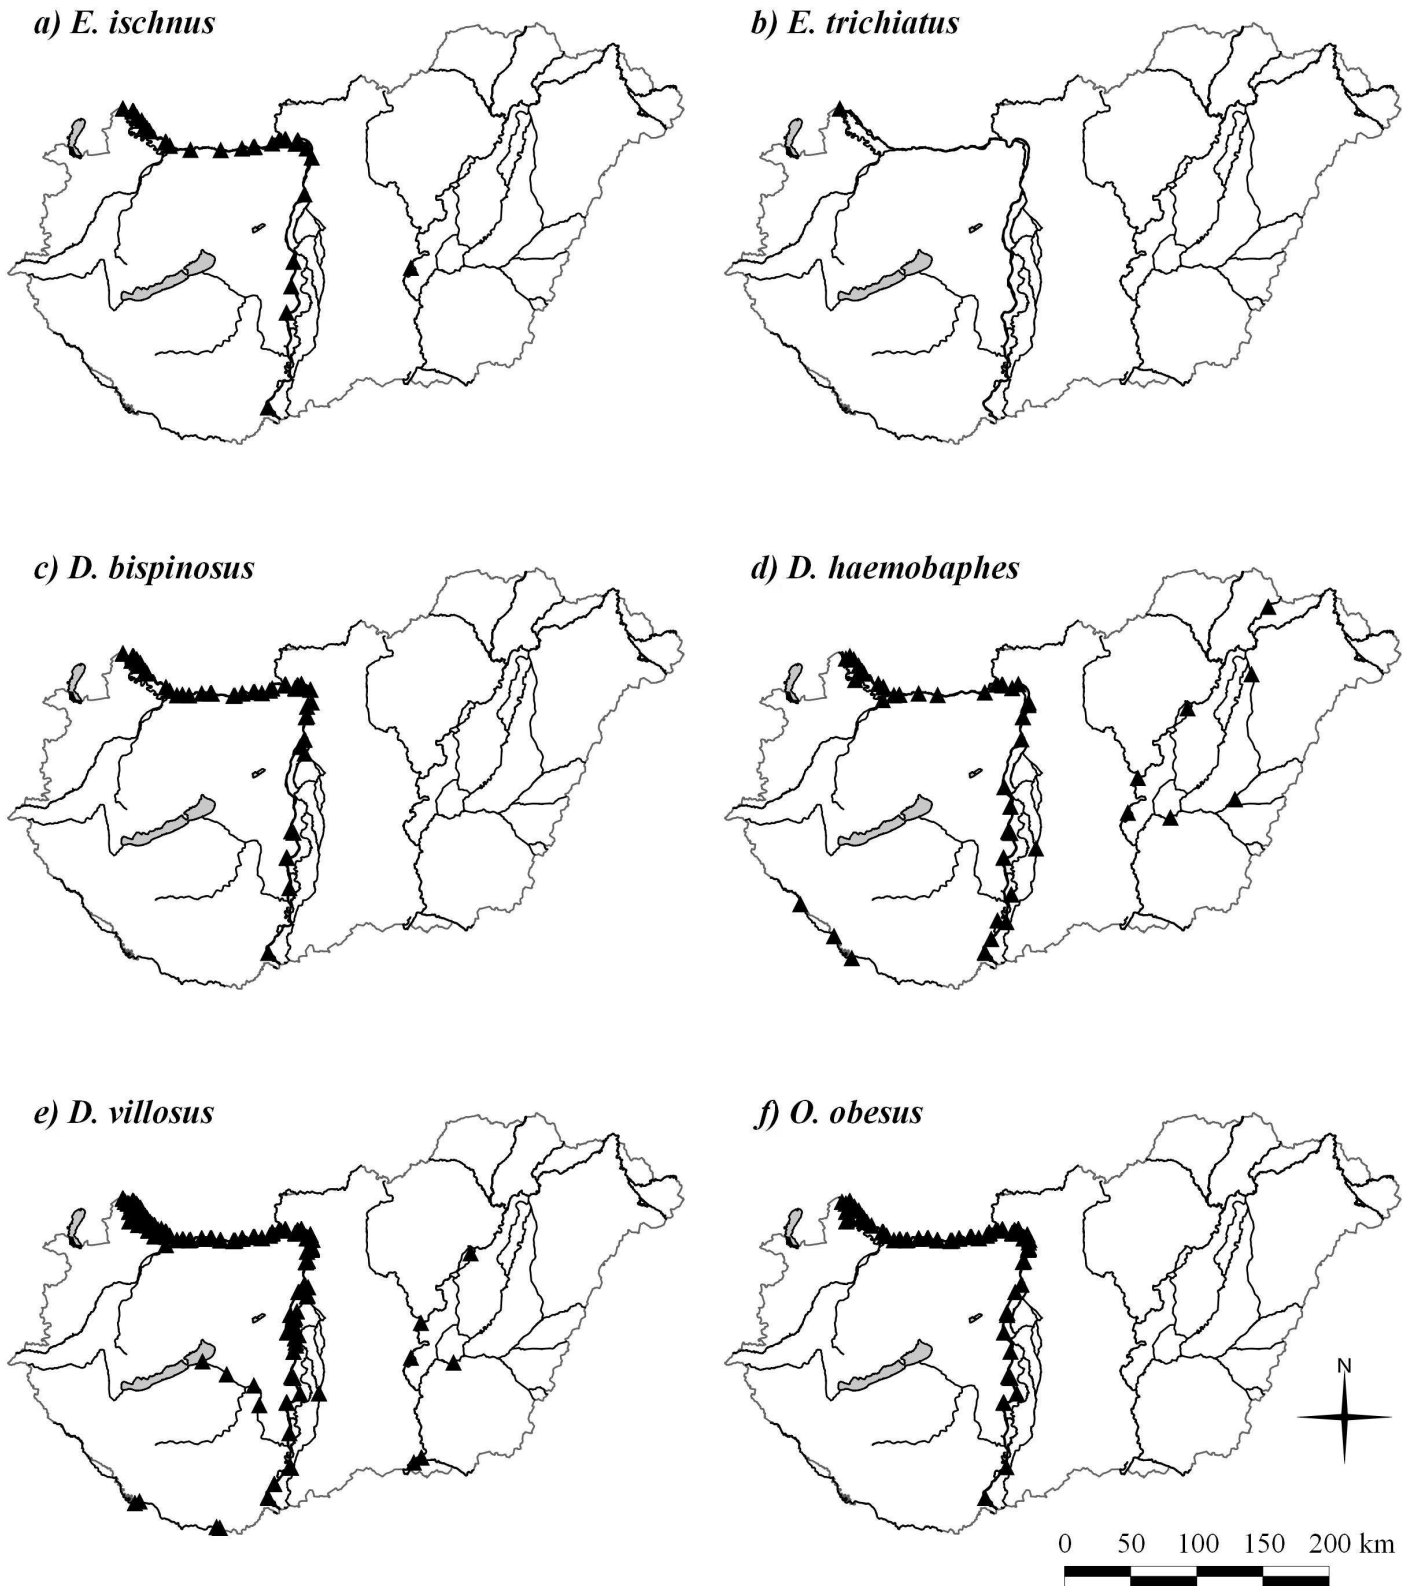 a) E. ischnus
b) E. trichiatus
c) D. bispinosus
d) D. haemobaphes
e) D. villosus
f) O. obesus
N
0 50 100 150 200 km